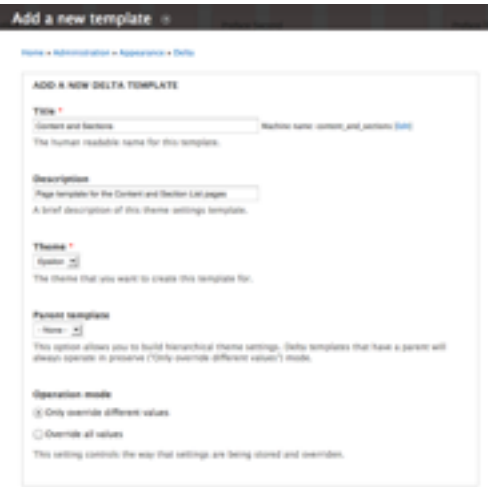 Add a new template
Home » Administration » Appearance » Delta
ADD A NEW DELTA TEMPLATE
Title *
Content and Sections
Machine name: content_and_sections [Edit]
The human readable name for this template.
Description
Page template for the Content and Section List pages
A brief description of this theme settings template.
Theme *
The theme that you want to create this template for.
Parent template
- None -
This option allows you to build hierarchical theme settings. Delta templates that have a parent will
always operate in preserve ("Only override different values") mode.
Operation mode
Only override different values
Override all values
This setting controls the way that settings are being stored and overriden.